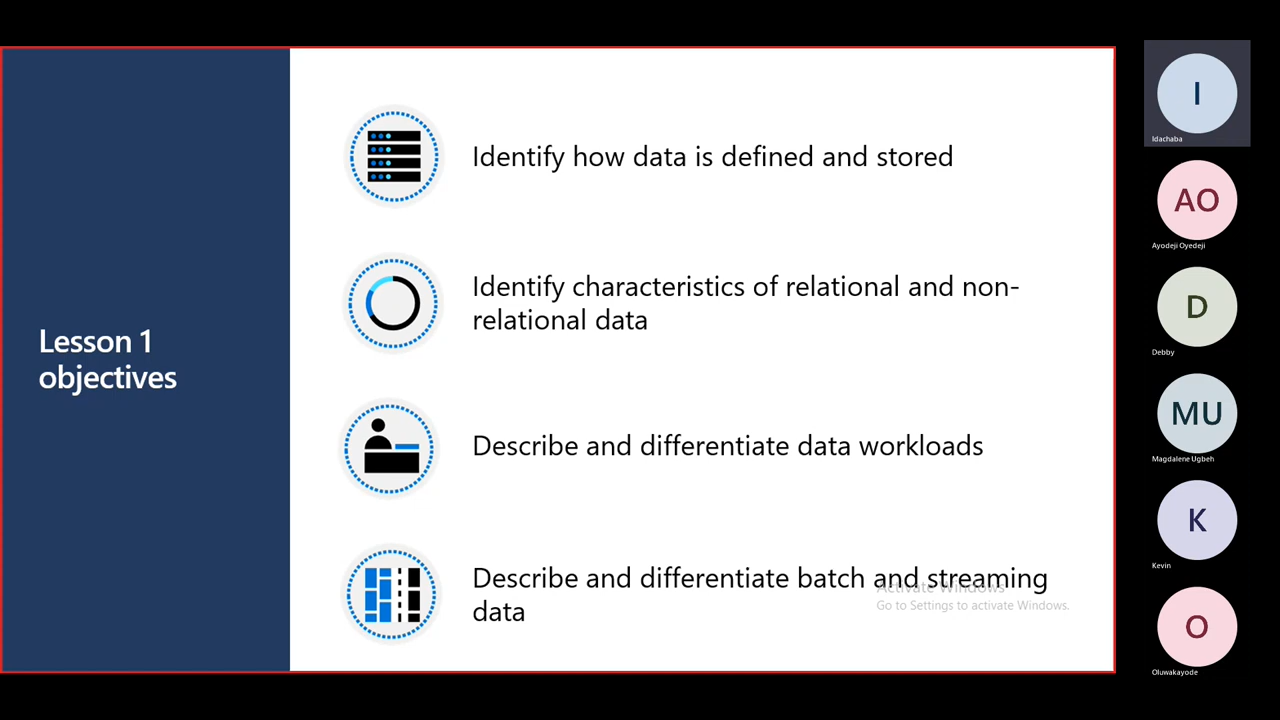 Lesson 1
objectives
Identify how data is defined and stored
Identify characteristics of relational and non-
relational data
Describe and differentiate data workloads
Describe and differentiate batch and streaming
data
Activate Windows
Go to Settings to activate Windows.
I
Idachaba
AO
Ayodeji Oyedeji
D
Debby
MU
Magdalene Ugbeh
K
Kevin
O
Oluwakayode